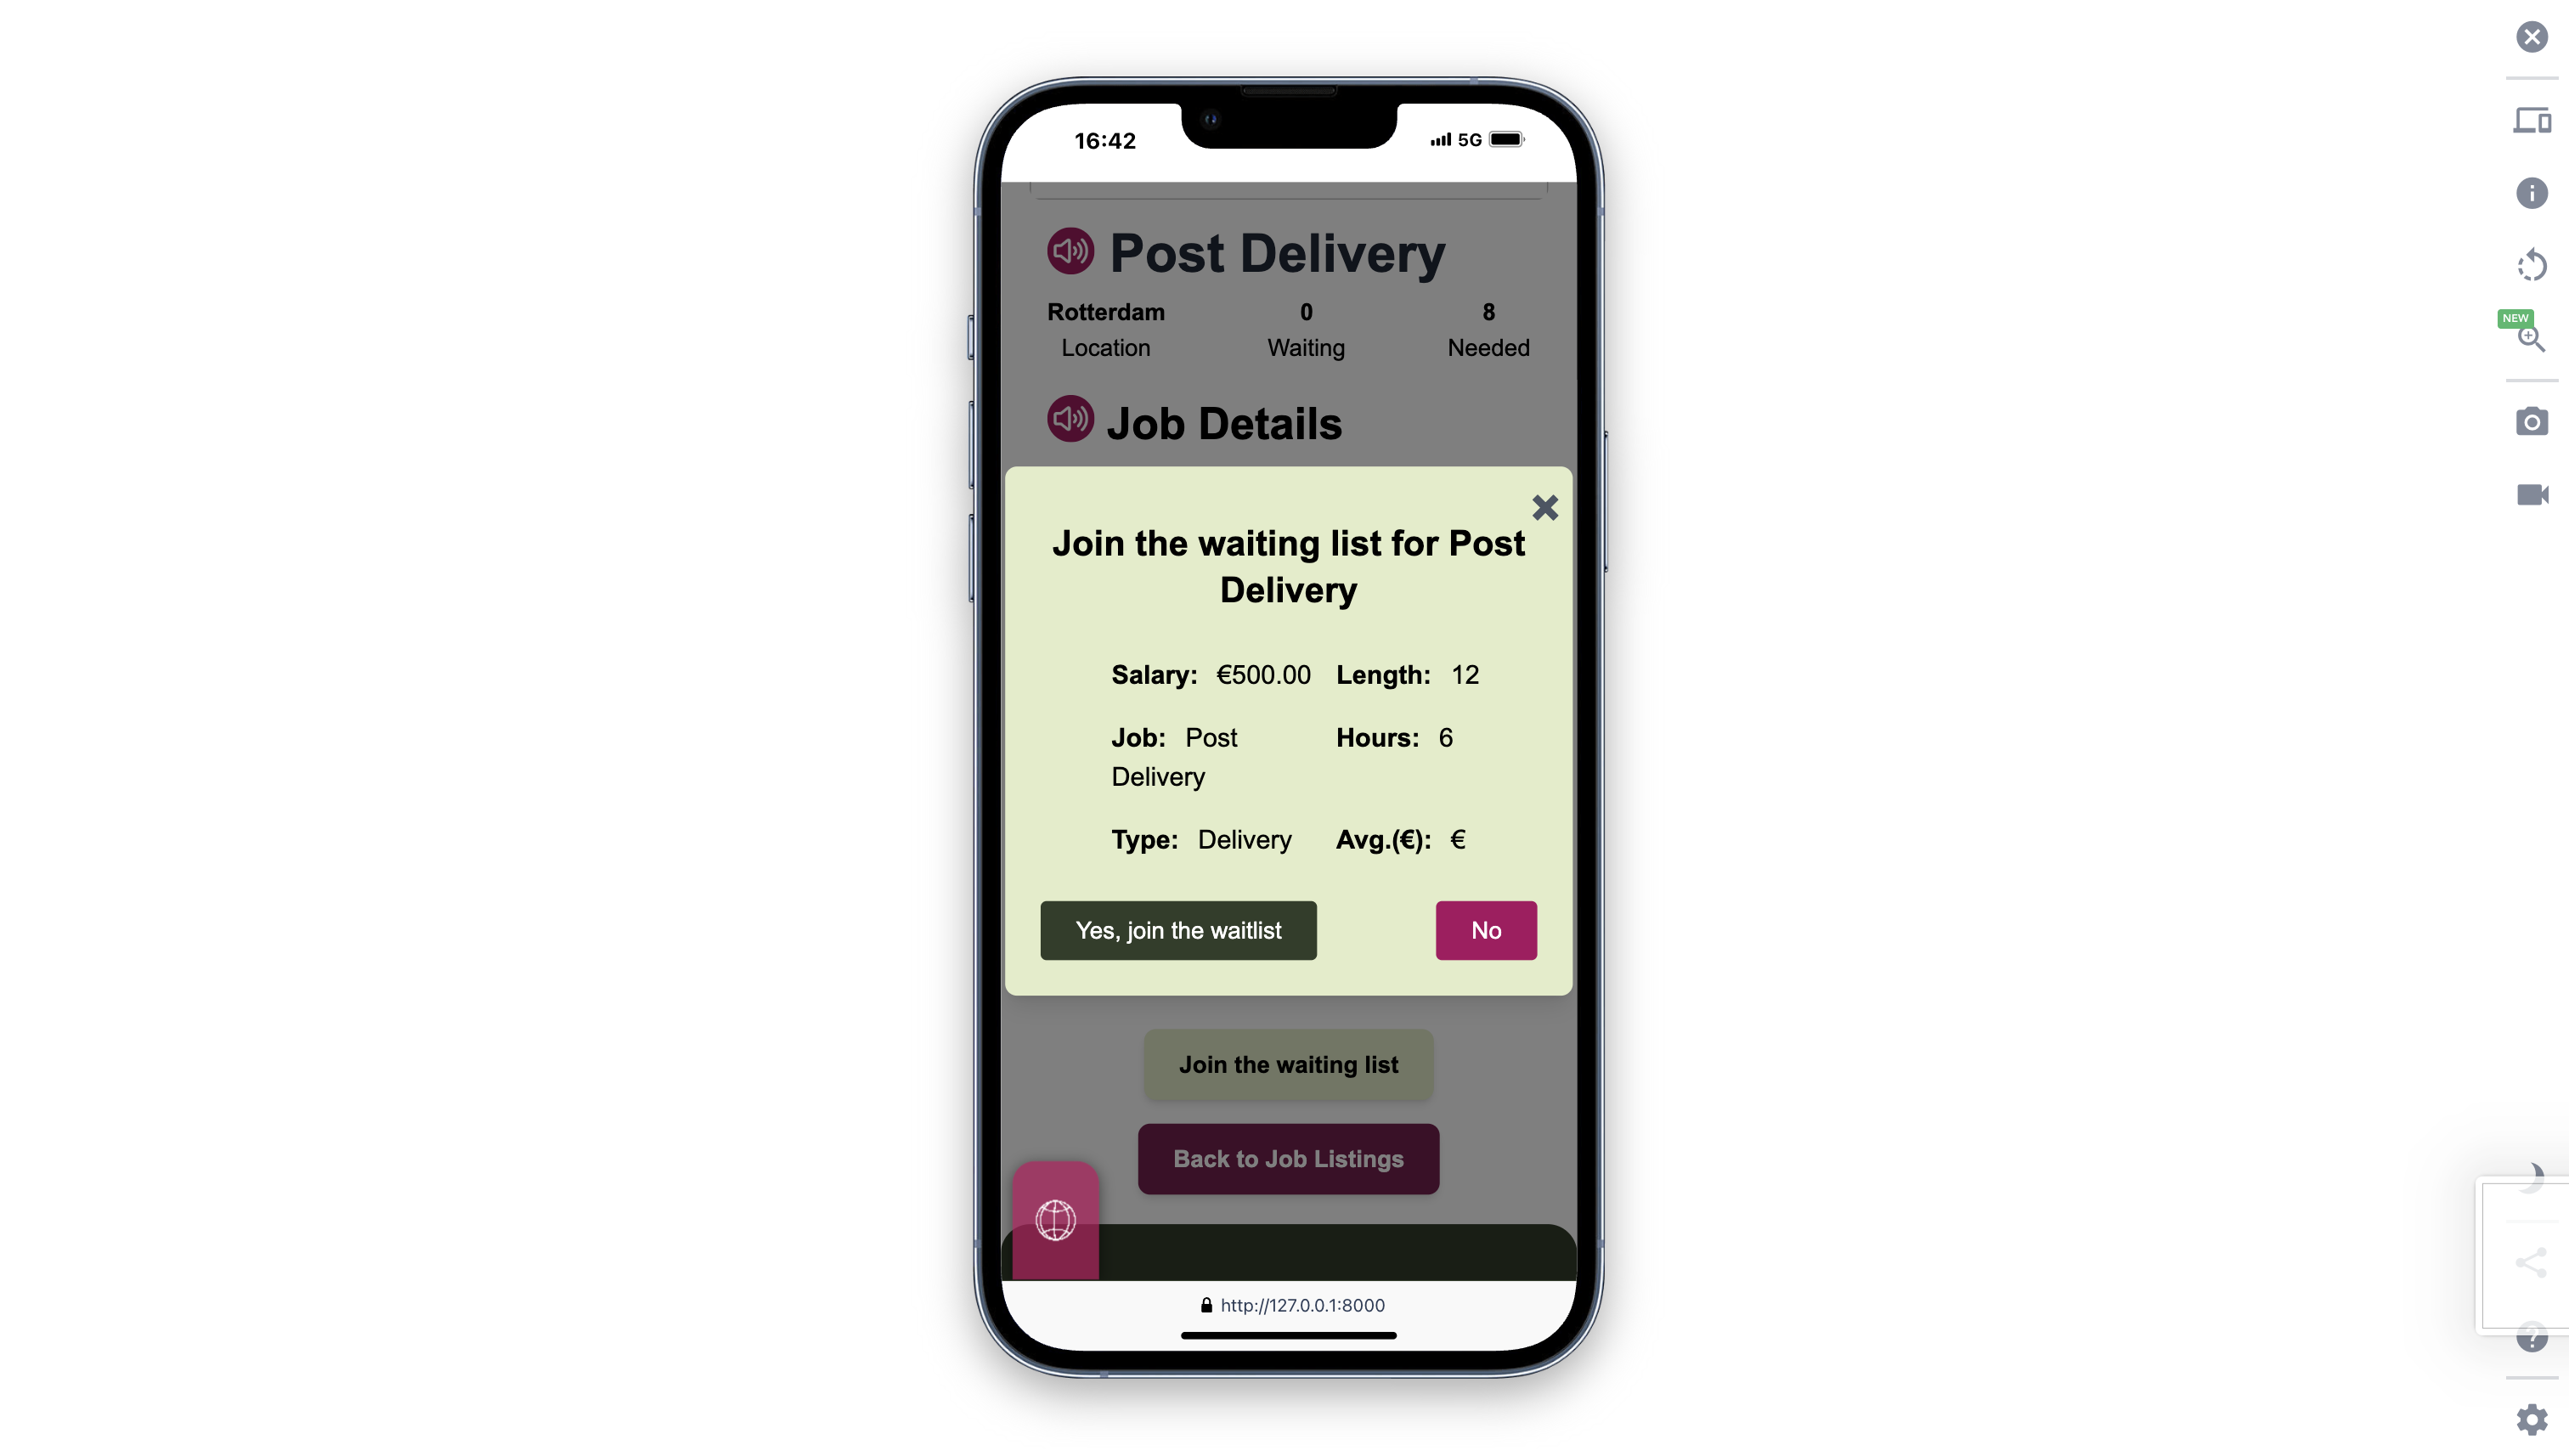 16:42 5G
NEW
Post Delivery
Rotterdam 0 8
Location Waiting Needed
Job Details
Join the waiting list for Post
Delivery
Salary: €500.00 Length: 12
Job: Post Hours: 6
Delivery
Type: Delivery Avg.(€): €
Yes, join the waitlist No
Join the waiting list
Back to Job Listings
http://127.0.0.1:8000